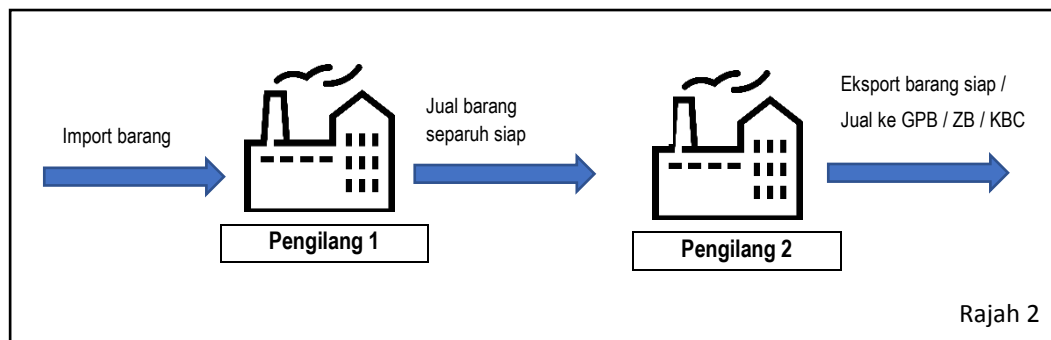 Import barang
Pengilang 1
Jual barang
separuh siap
Pengilang 2
Eksport barang siap /
Jual ke GPB / ZB / KBC
Rajah 2